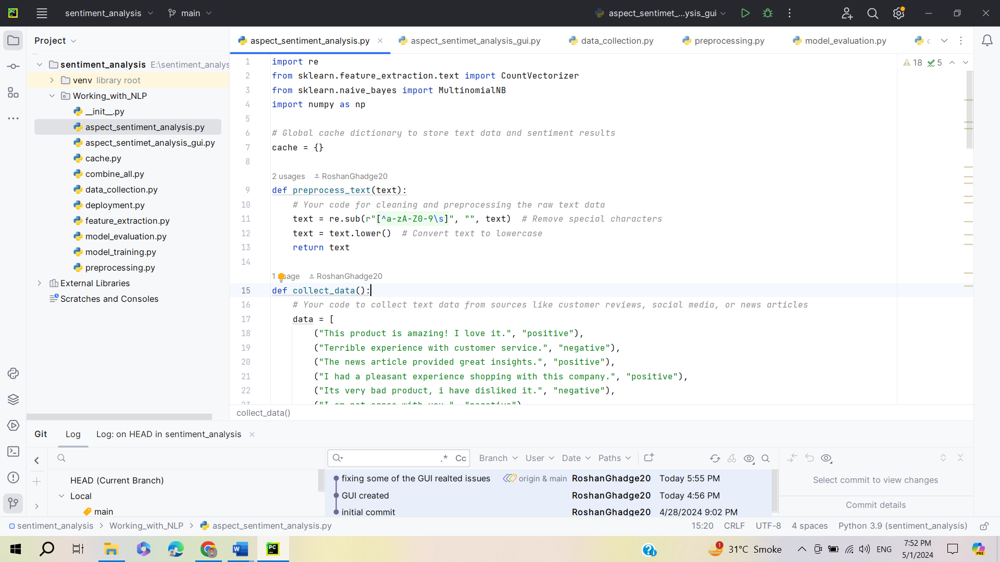 PC sentiment_analysis main aspect_sentimet_...ysis_gui
Project
sentiment_analysis E:\sentiment_analys
venv library root
Working_with_NLP
__init__.py
aspect_sentiment_analysis.py
aspect_sentimet_analysis_gui.py
cache.py
combine_all.py
data_collection.py
deployment.py
feature_extraction.py
model_evaluation.py
model_training.py
preprocessing.py
External Libraries
Scratches and Consoles
aspect_sentiment_analysis.py aspect_sentimet_analysis_gui.py data_collection.py preprocessing.py model_evaluation.py
18 5
1 import re
2 from sklearn.feature_extraction.text import CountVectorizer
3 from sklearn.naive_bayes import MultinomialNB
4 import numpy as np
5
6 # Global cache dictionary to store text data and sentiment results
7 cache = {}
8
2 usages RoshanGhadge20
9 def preprocess_text(text):
10 # Your code for cleaning and preprocessing the raw text data
11 text = re.sub(r"[^a-zA-Z0-9\s]", "", text) # Remove special characters
12 text = text.lower() # Convert text to lowercase
13 return text
14
1 usage RoshanGhadge20
15 def collect_data():
16 # Your code to collect text data from sources like customer reviews, social media, or news articles
17 data = [
18 ("This product is amazing! I love it.", "positive"),
19 ("Terrible experience with customer service.", "negative"),
20 ("The news article provided great insights.", "positive"),
21 ("I had a pleasant experience shopping with this company.", "positive"),
22 ("Its very bad product, i have disliked it.", "negative"),
collect_data()
Git Log Log: on HEAD in sentiment_analysis
.* Cc Branch User Date Paths
HEAD (Current Branch)
Local
main
fixing some of the GUI realted issues origin & main RoshanGhadge20 Today 5:55 PM
GUI created RoshanGhadge20 Today 4:56 PM
initial commit RoshanGhadge20 4/28/2024 9:02 PM
Select commit to view changes
Commit details
sentiment_analysis Working_with_NLP aspect_sentiment_analysis.py 15:20 CRLF UTF-8 4 spaces Python 3.9 (sentiment_analysis)
1 31°C Smoke ENG 7:52 PM
5/1/2024
PRE